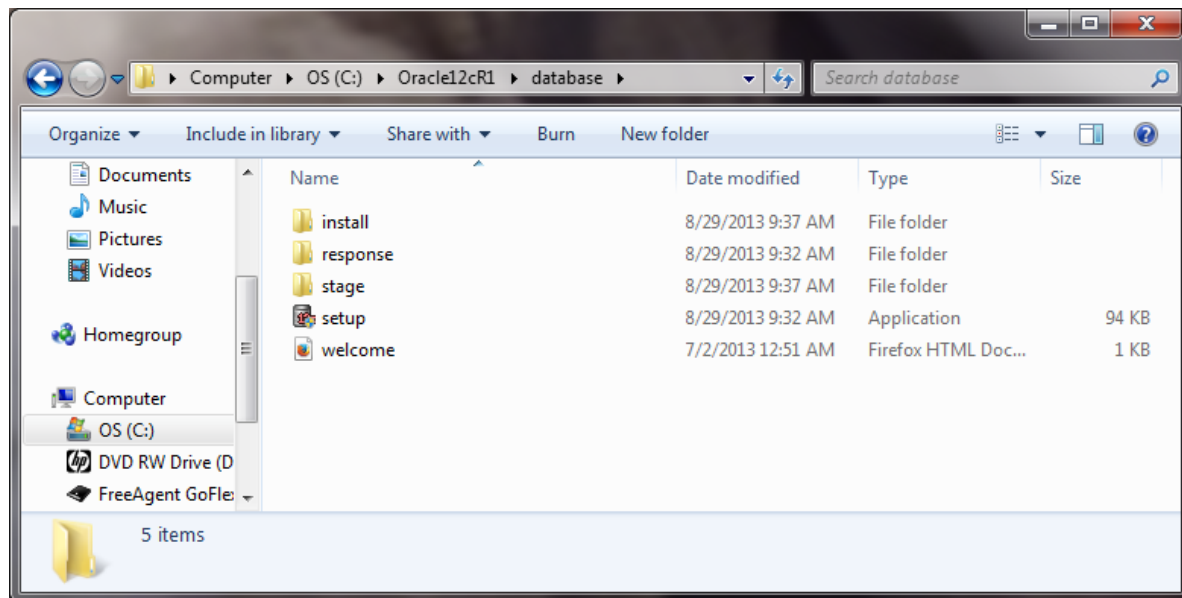 Computer OS (C:) Oracle12cR1 database Search database
Organize Include in library Share with Burn New folder
Documents
Music
Pictures
Videos
Homegroup
Computer
OS (C:)
DVD RW Drive (D
FreeAgent GoFle
Name Date modified Type Size
install 8/29/2013 9:37 AM File folder
response 8/29/2013 9:32 AM File folder
stage 8/29/2013 9:37 AM File folder
setup 8/29/2013 9:32 AM Application 94 KB
welcome 7/2/2013 12:51 AM Firefox HTML Doc... 1 KB
5 items